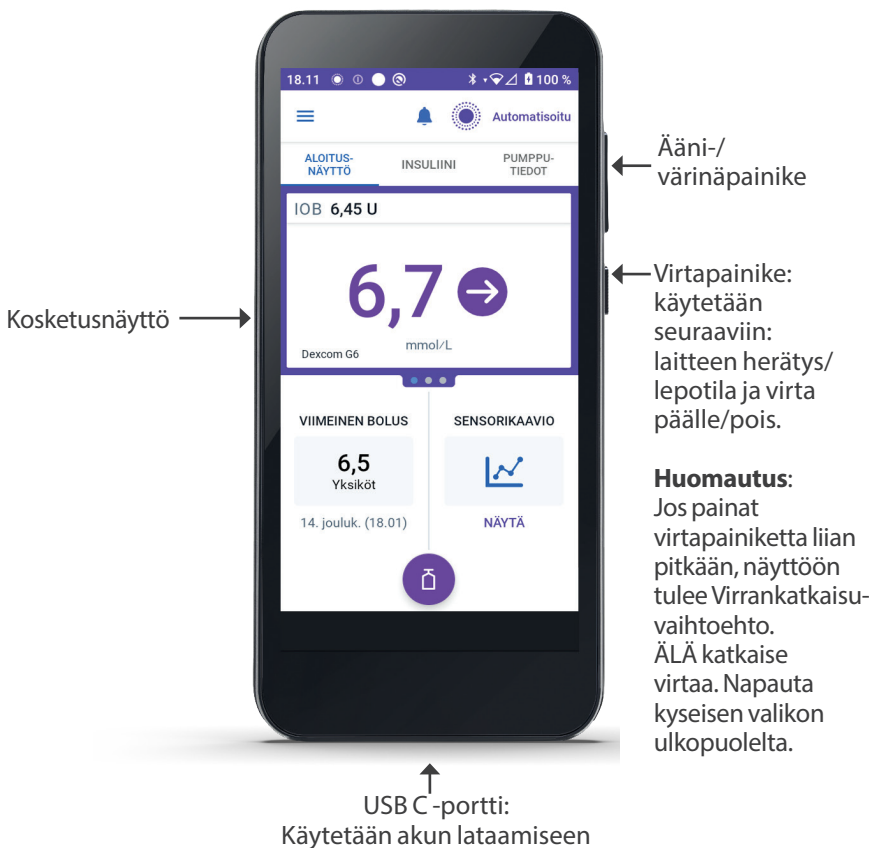 18.11 100 %
Automatisoitu
ALOITUS-
NÄYTTÖ
INSULIINI
PUMPPU-
TIEDOT
IOB 6,45 U
6,7
mmol/L
Dexcom G6
VIIMEINEN BOLUS
6,5
Yksiköt
14. jouluk. (18.01)
SENSORIKAAVIO
NÄYTÄ
Kosketusnäyttö
Ääni-/
värinäpainike
Virtapainike:
käytetään
seuraaviin:
laitteen herätys/
lepotila ja virta
päälle/pois.
Huomautus:
Jos painat
virtapainiketta liian
pitkään, näyttöön
tulee Virrankatkaisu-
vaihtoehto.
ÄLÄ katkaise
virtaa. Napauta
kyseisen valikon
ulkopuolelta.
USB C -portti:
Käytetään akun lataamiseen